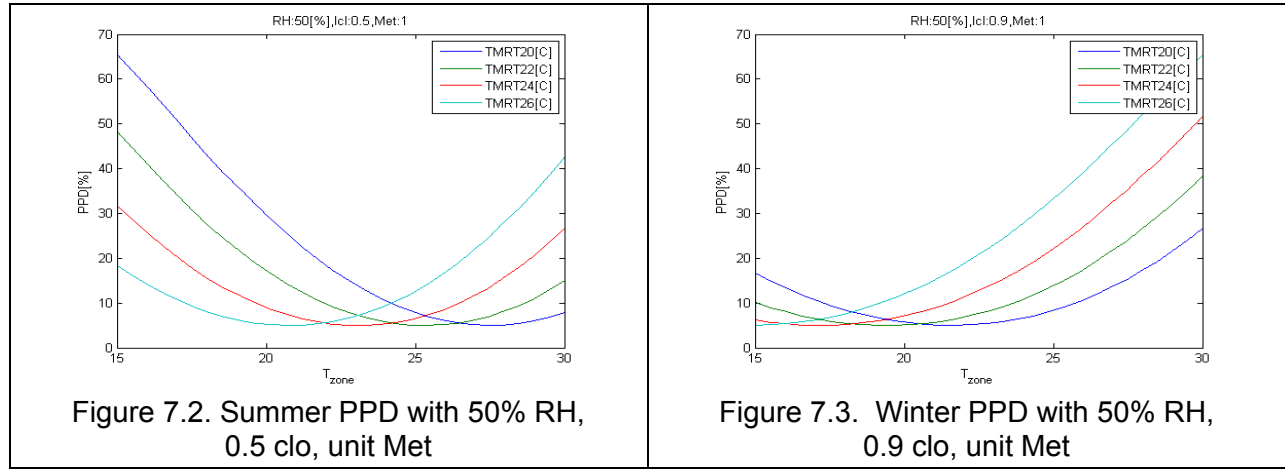 RH:50[%],Icl:0.5,Met:1
70
60
50
40
30
20
10
0
PPD[%]
TMRT20[C]
TMRT22[C]
TMRT24[C]
TMRT26[C]
15
20
25
30
T_zone
Figure 7.2. Summer PPD with 50% RH,
0.5 clo, unit Met
RH:50[%],Icl:0.9,Met:1
70
60
50
40
30
20
10
0
PPD[%]
TMRT20[C]
TMRT22[C]
TMRT24[C]
TMRT26[C]
15
20
25
30
T_zone
Figure 7.3. Winter PPD with 50% RH,
0.9 clo, unit Met